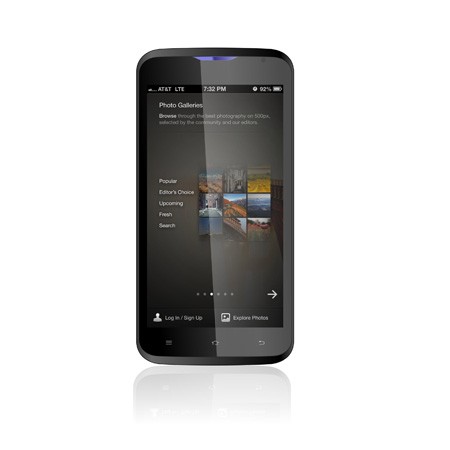 AT&T LTE 7:32 PM 92%
Photo Galleries
Browse through the best photography on 500px,
selected by the community and our editors.
Popular
Editor's Choice
Upcoming
Fresh
Search
Log In / Sign Up Explore Photos